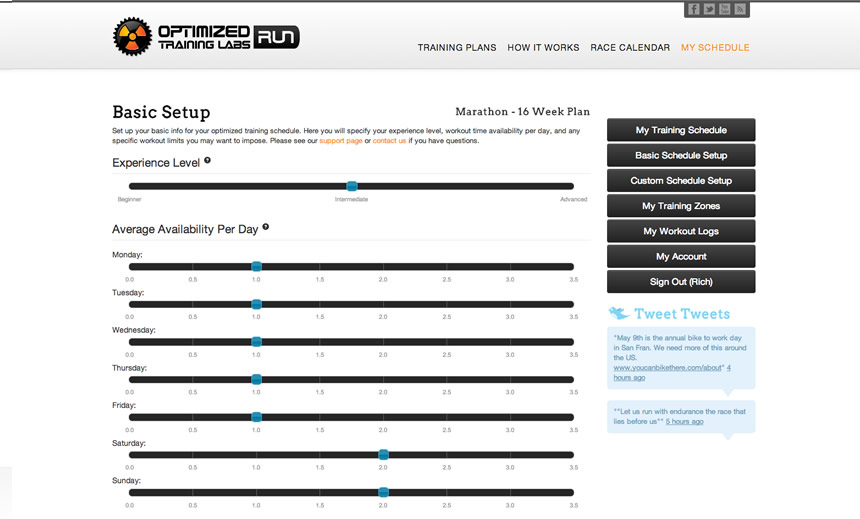 OPTIMIZED
TRAINING LABS
RUN
TRAINING PLANS HOW IT WORKS RACE CALENDAR MY SCHEDULE
Basic Setup
Marathon - 16 Week Plan
Set up your basic info for your optimized training schedule. Here you will specify your experience level, workout time availability per day, and any
specific workout limits you may want to impose. Please see our support page or contact us if you have questions.
Experience Level ?
Beginner Intermediate Advanced
Average Availability Per Day ?
Monday:
0.0 0.5 1.0 1.5 2.0 2.5 3.0 3.5
Tuesday:
0.0 0.5 1.0 1.5 2.0 2.5 3.0 3.5
Wednesday:
0.0 0.5 1.0 1.5 2.0 2.5 3.0 3.5
Thursday:
0.0 0.5 1.0 1.5 2.0 2.5 3.0 3.5
Friday:
0.0 0.5 1.0 1.5 2.0 2.5 3.0 3.5
Saturday:
0.0 0.5 1.0 1.5 2.0 2.5 3.0 3.5
Sunday:
0.0 0.5 1.0 1.5 2.0 2.5 3.0 3.5
My Training Schedule
Basic Schedule Setup
Custom Schedule Setup
My Training Zones
My Workout Logs
My Account
Sign Out (Rich)
Tweet Tweets
"May 9th is the annual bike to work day
in San Fran. We need more of this around
the US.
www.youcanbikethere.com/about" 4
hours ago
""Let us run with endurance the race that
lies before us"" 5 hours ago